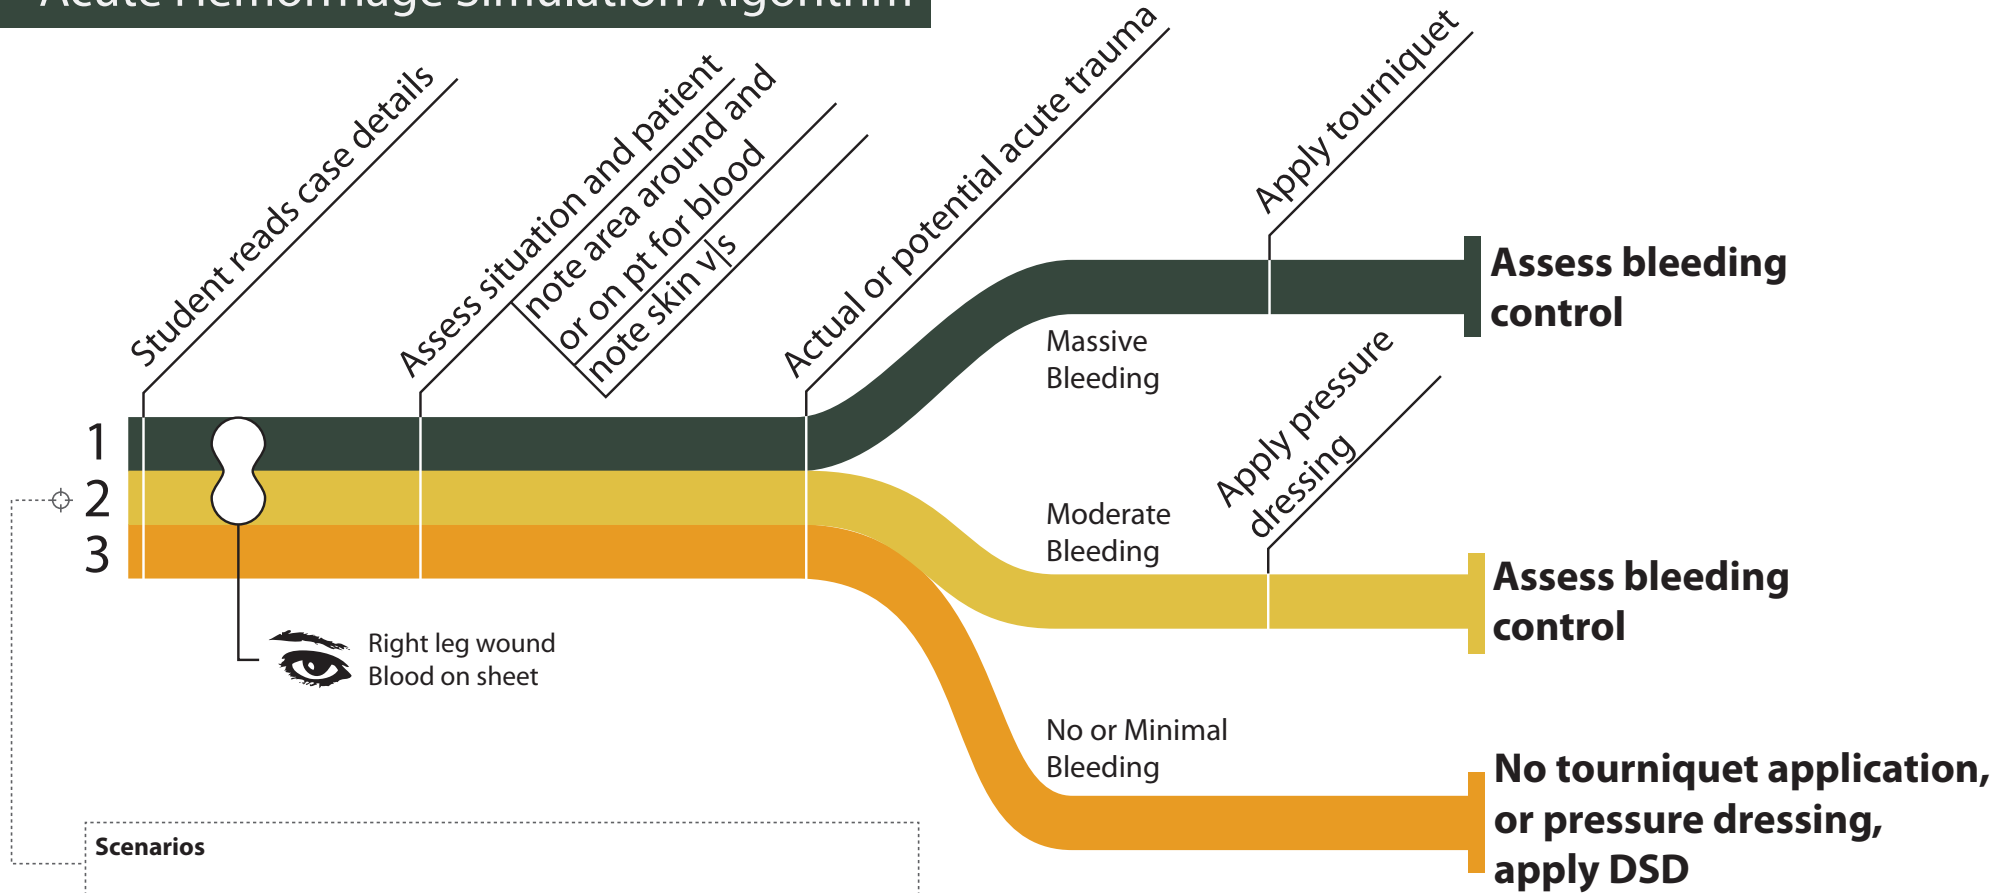 Acute Hemorrhage Simulation Algorithm
Student reads case details
Assess situation and patient
note area around and
or on pt for blood
note skin v|s
Actual or potential acute trauma
Apply tourniquet
Assess bleeding
control
Massive
Bleeding
Apply pressure
dressing
1
2
3
Moderate
Bleeding
Assess bleeding
control
Right leg wound
Blood on sheet
No or Minimal
Bleeding
No tourniquet application,
or pressure dressing,
apply DSD
Scenarios